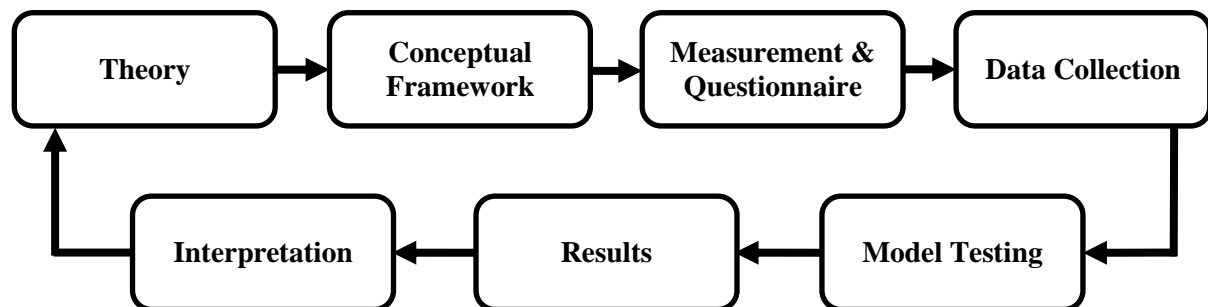 Theory
Conceptual
Framework
Measurement &
Questionnaire
Data Collection
Model Testing
Results
Interpretation